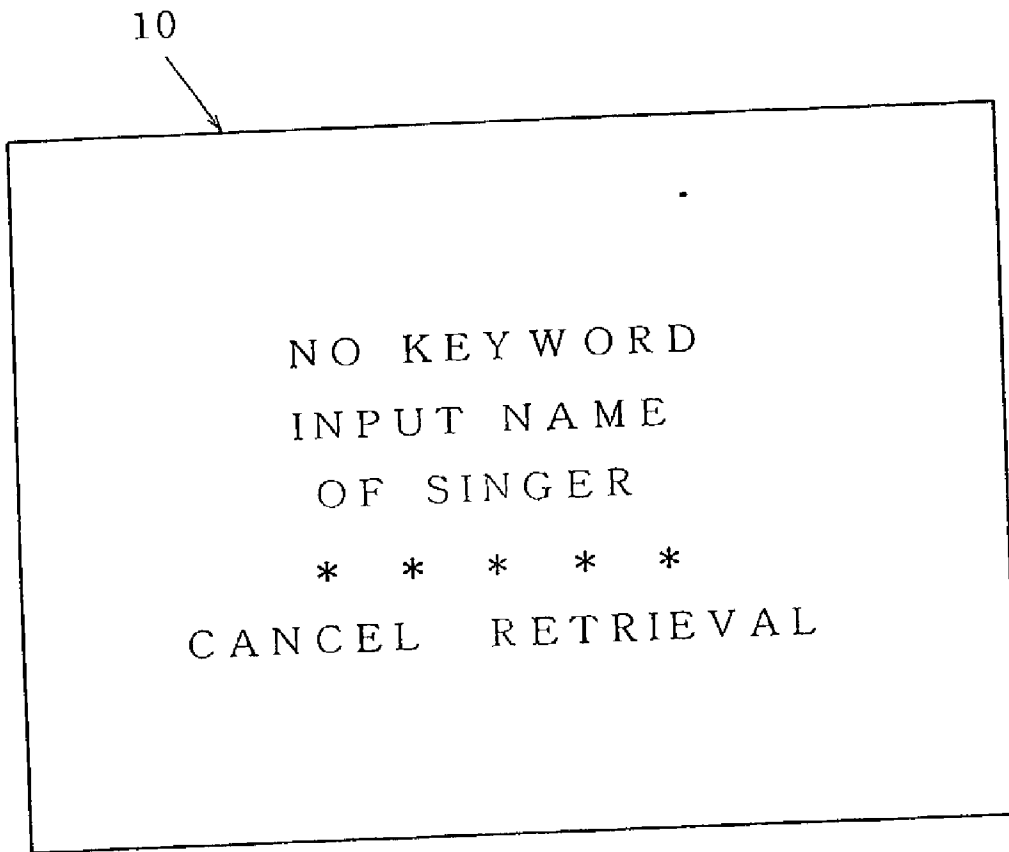 10
NO KEYWORD
INPUT NAME
OF SINGER
* * * * *
CANCEL RETRIEVAL